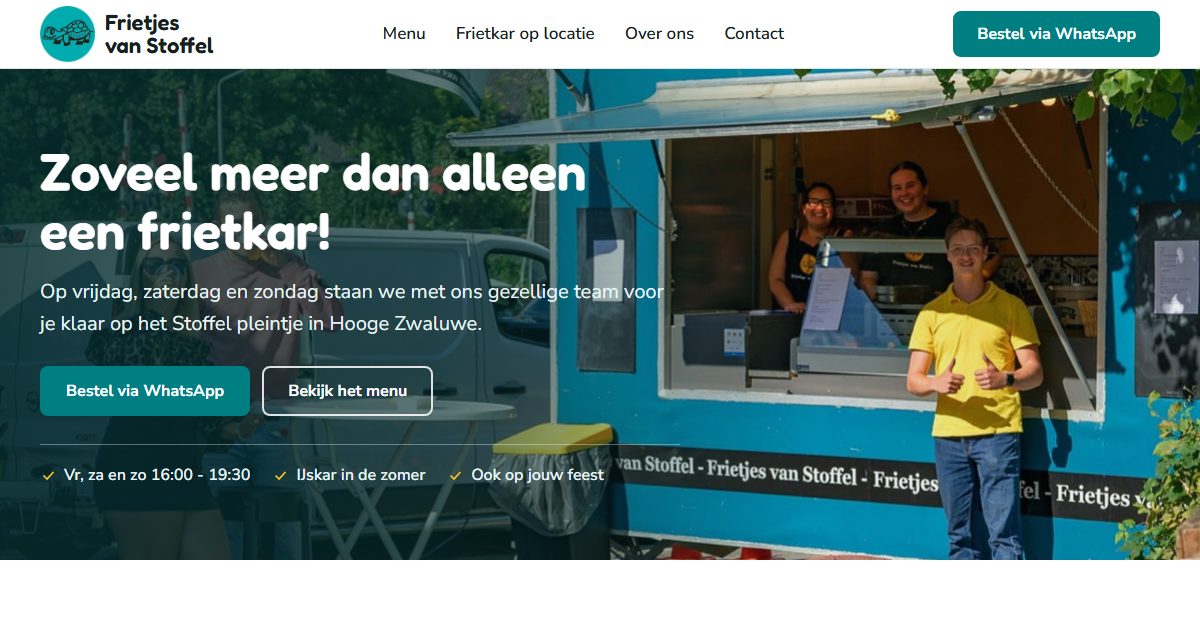 Frietjes
van Stoffel
Menu
Frietkar op locatie
Over ons
Contact
Bestel via WhatsApp
Zoveel meer dan alleen
een frietkar!
Op vrijdag, zaterdag en zondag staan we met ons gezellige team voor
je klaar op het Stoffel pleintje in Hooge Zwaluwe.
Bestel via WhatsApp
Bekijk het menu
Vr, za en zo 16:00 - 19:30
IJskar in de zomer
Ook op jouw feest
van Stoffel - Frietjes van Stoffel - Frietjes
- Frietjes